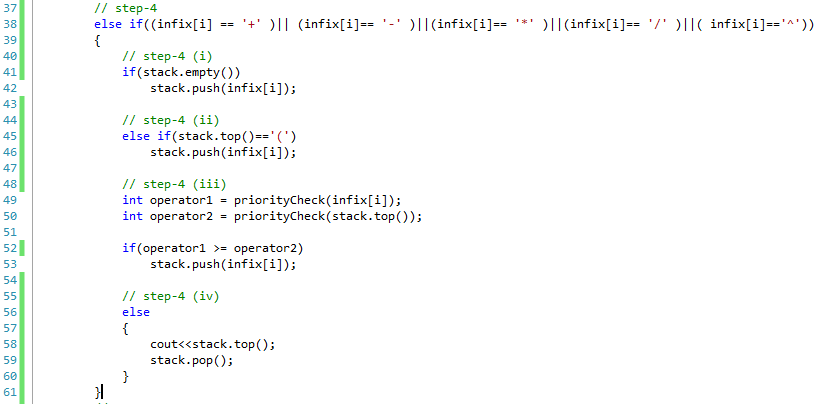 37 // step-4
38 else if((infix[i] == '+' )|| (infix[i]== '-' )||(infix[i]== '*' )||(infix[i]== '/' )||( infix[i]=='^'))
39 {
40 // step-4 (i)
41 if(stack.empty())
42 stack.push(infix[i]);
43
44 // step-4 (ii)
45 else if(stack.top()=='(')
46 stack.push(infix[i]);
47
48 // step-4 (iii)
49 int operator1 = priorityCheck(infix[i]);
50 int operator2 = priorityCheck(stack.top());
51
52 if(operator1 >= operator2)
53 stack.push(infix[i]);
54
55 // step-4 (iv)
56 else
57 {
58 cout<<stack.top();
59 stack.pop();
60 }
61 }